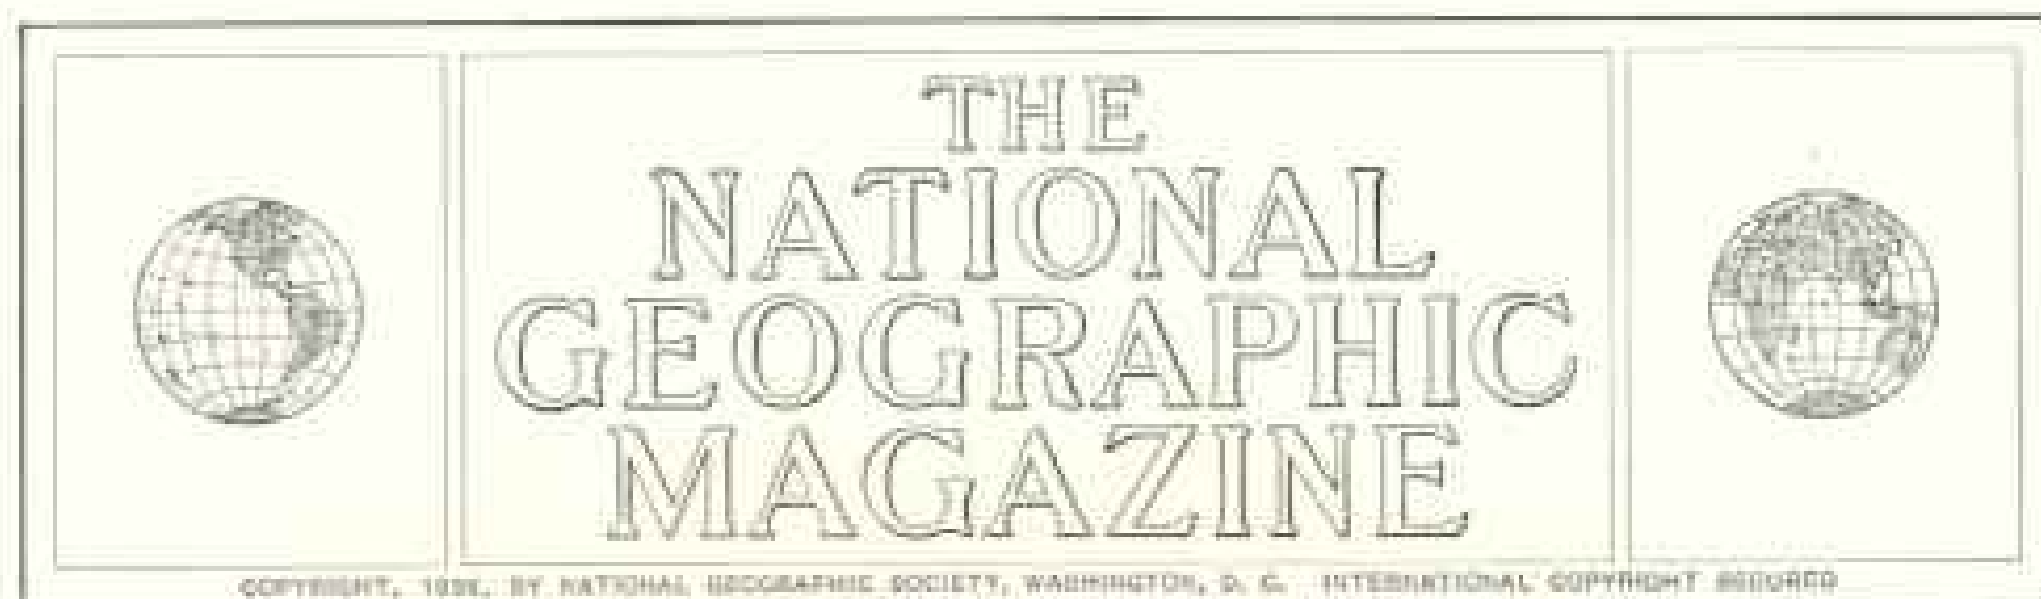 THE
NATIONAL
GEOGRAPHIC
MAGAZINE
COPYRIGHT, BY NATIONAL GEOGRAPHIC SOCIETY, WASHINGTON, D. C. INTERNATIONAL COPYRIGHT SECURED